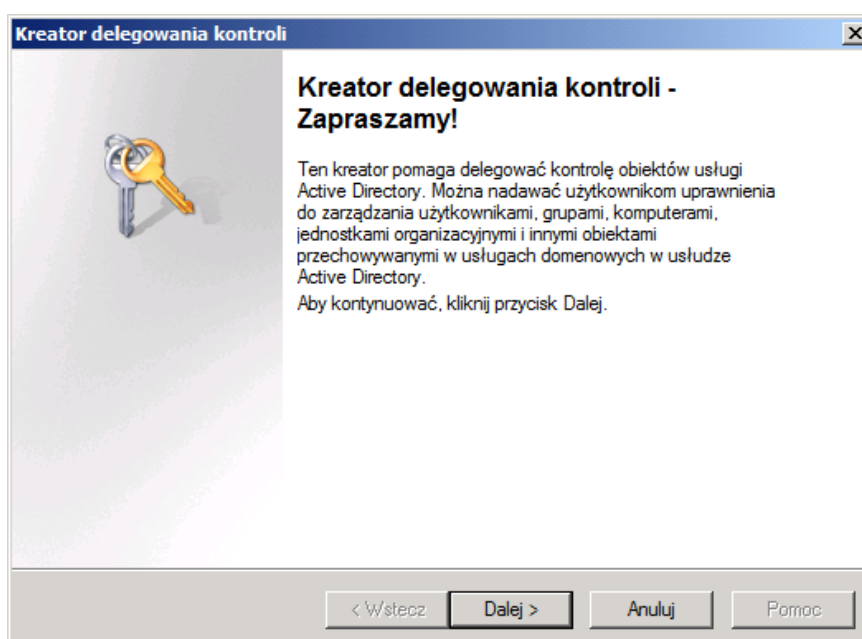 Kreator delegowania kontroli
Kreator delegowania kontroli -
Zapraszamy!
Ten kreator pomaga delegować kontrolę obiektów usługi
Active Directory. Można nadawać użytkownikom uprawnienia
do zarządzania użytkownikami, grupami, komputerami,
jednostkami organizacyjnymi i innymi obiektami
przechowywanymi w usługach domenowych w usłudze
Active Directory.
Aby kontynuować, kliknij przycisk Dalej.
< Wstecz Dalej > Anuluj Pomoc